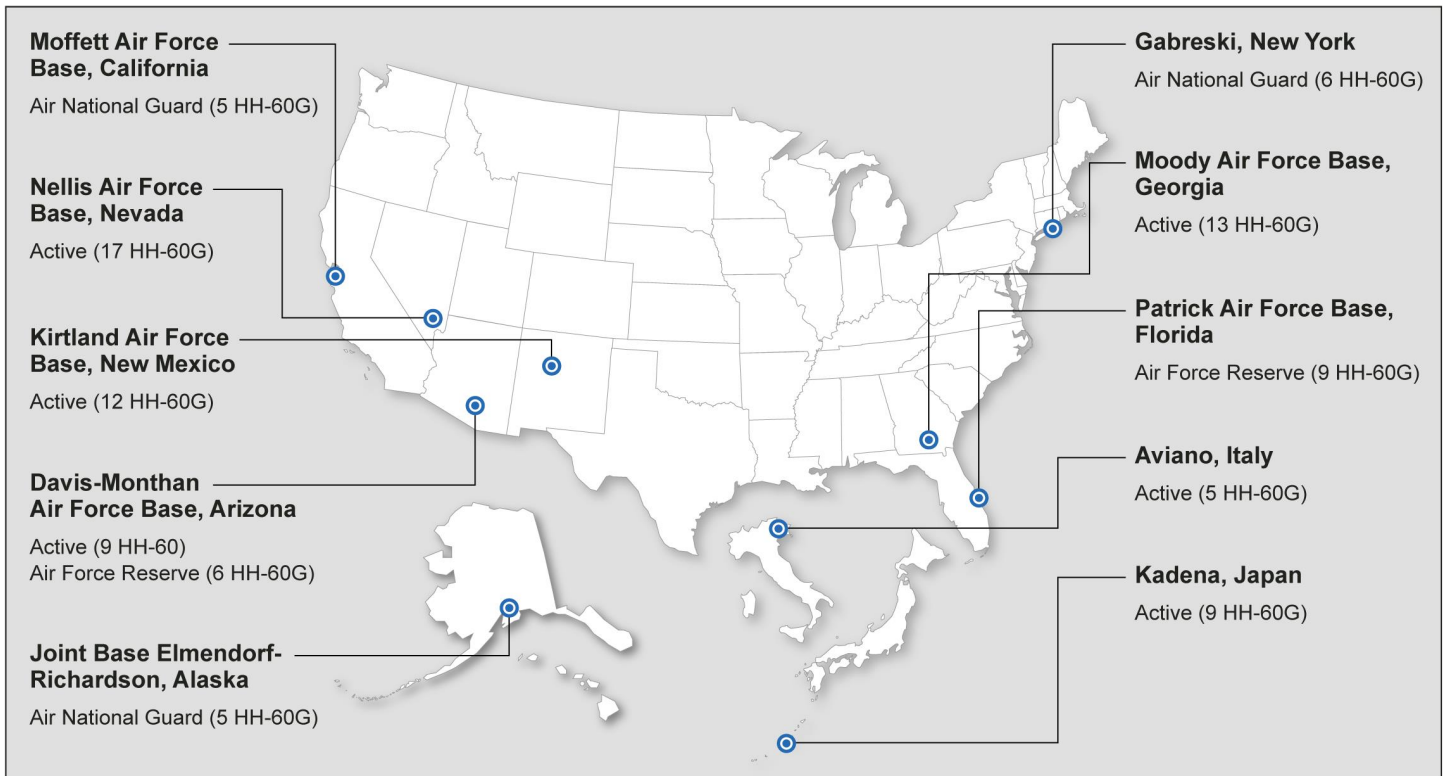 Moffett Air Force
Base, California
Air National Guard (5 HH-60G)
Nellis Air Force
Base, Nevada
Active (17 HH-60G)
Kirtland Air Force
Base, New Mexico
Active (12 HH-60G)
Davis-Monthan
Air Force Base, Arizona
Active (9 HH-60)
Air Force Reserve (6 HH-60G)
Joint Base Elmendorf-
Richardson, Alaska
Air National Guard (5 HH-60G)
Gabreski, New York
Air National Guard (6 HH-60G)
Moody Air Force Base,
Georgia
Active (13 HH-60G)
Patrick Air Force Base,
Florida
Air Force Reserve (9 HH-60G)
Aviano, Italy
Active (5 HH-60G)
Kadena, Japan
Active (9 HH-60G)